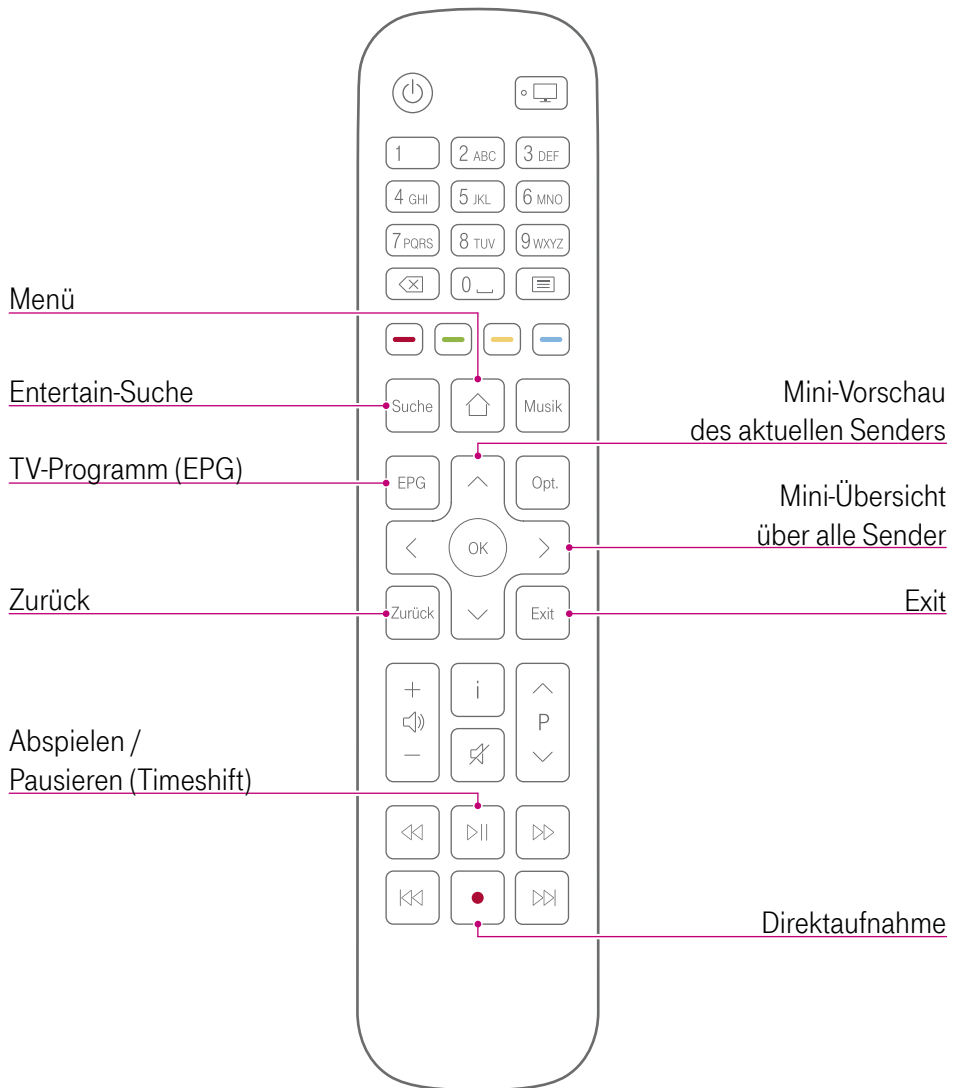 1 2 ABC 3 DEF
4 GHI 5 JKL 6 MNO
7 PQRS 8 TUV 9 WXYZ
0
Menü
Entertain-Suche
Suche Musik
Mini-Vorschau
des aktuellen Senders
TV-Programm (EPG)
EPG Opt.
Mini-Übersicht
über alle Sender
OK
Zurück
Zurück Exit
Exit
+ i
P
−
Abspielen /
Pausieren (Timeshift)
Direktaufnahme